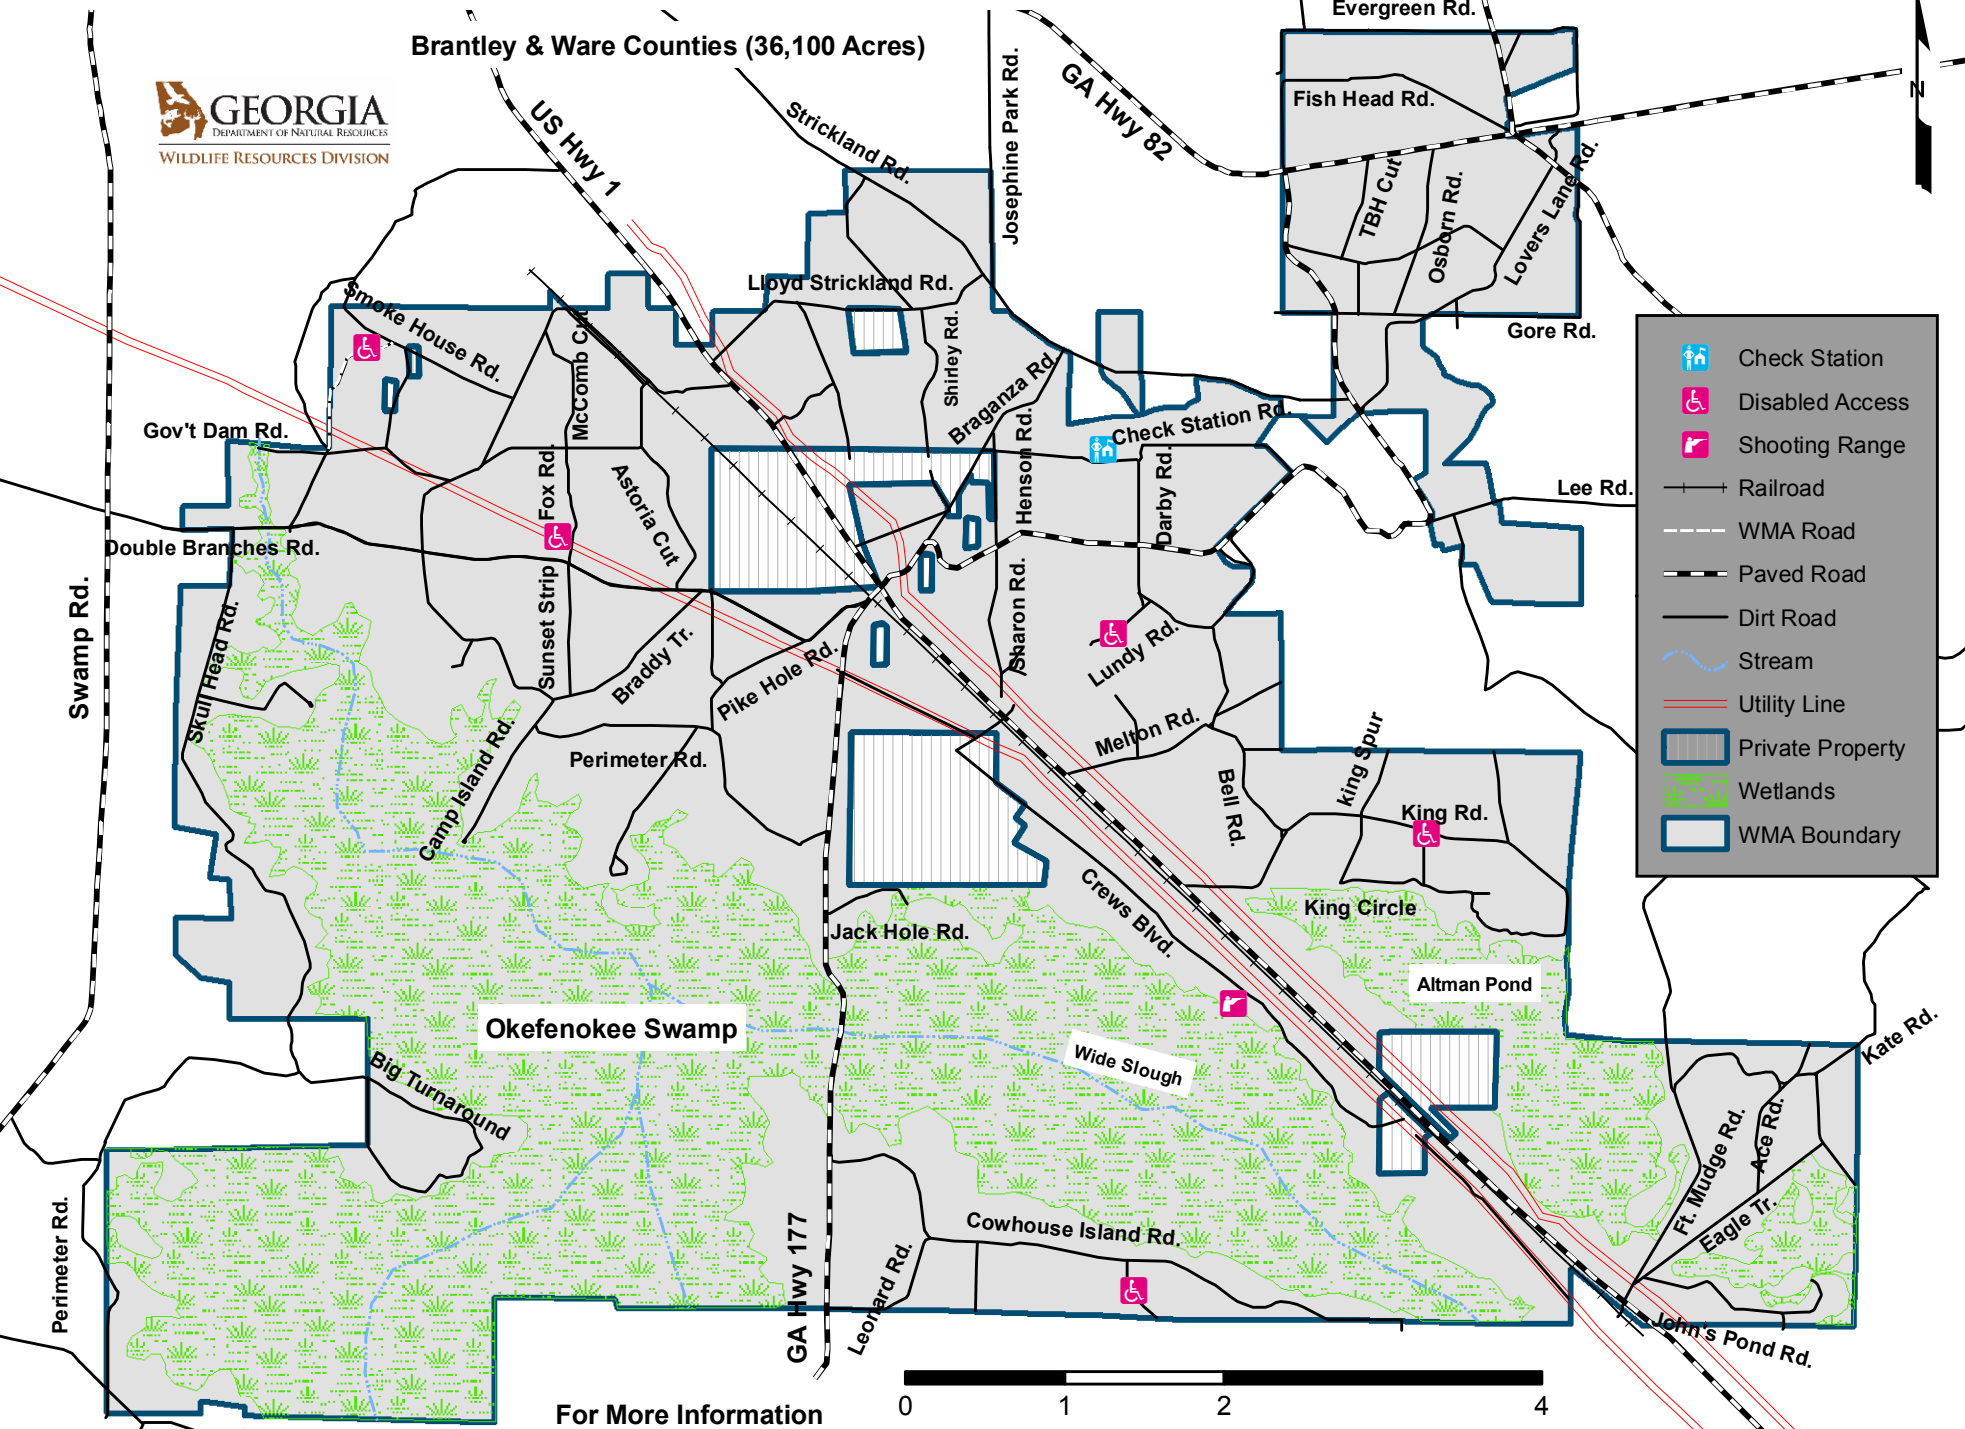 Evergreen Rd.
Brantley & Ware Counties (36,100 Acres)
GEORGIA
DEPARTMENT OF NATURAL RESOURCES
WILDLIFE RESOURCES DIVISION
US Hwy 1
Strickland Rd.
Josephine Park Rd.
GA Hwy 82
Fish Head Rd.
N
TBH Cut
Osborn Rd.
Lovers Lane Rd.
Gore Rd.
Smoke House Rd.
McComb Cut
Lloyd Strickland Rd.
Shirley Rd.
Braganza Rd.
Check Station Rd.
Gov't Dam Rd.
Fox Rd.
Astoria Cut
Henson Rd.
Darby Rd.
Lee Rd.
Double Branches Rd.
Swamp Rd.
Skull Head Rd.
Sunset Strip
Braddy Tr.
Pike Hole Rd.
Sharon Rd.
Lundy Rd.
Melton Rd.
Camp Island Rd.
Perimeter Rd.
Bell Rd.
king Spur
King Rd.
King Circle
Crews Blvd.
Jack Hole Rd.
Altman Pond
Okefenokee Swamp
Wide Slough
Big Turnaround
Kate Rd.
Ft. Mudge Rd.
Ace Rd.
Eagle Tr.
Perimeter Rd.
GA Hwy 177
Leonard Rd.
Cowhouse Island Rd.
John's Pond Rd.
Check Station
Disabled Access
Shooting Range
Railroad
WMA Road
Paved Road
Dirt Road
Stream
Utility Line
Private Property
Wetlands
WMA Boundary
0 1 2 4
For More Information